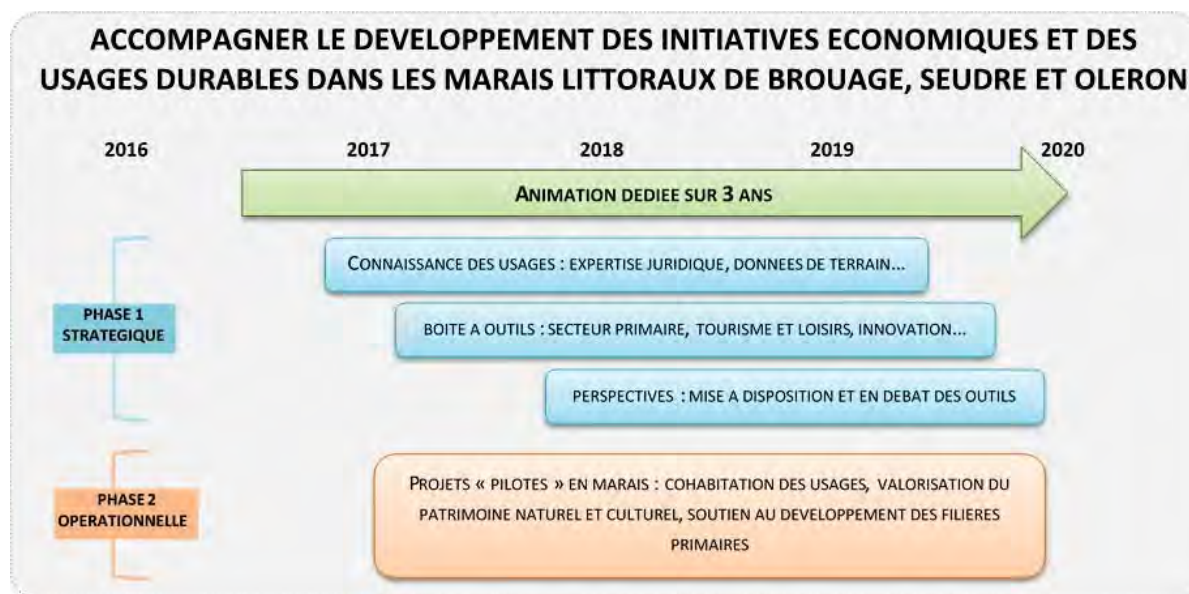 ACCOMPAGNER LE DEVELOPPEMENT DES INITIATIVES ECONOMIQUES ET DES
USAGES DURABLES DANS LES MARAIS LITTORAUX DE BROUAGE, SEUDRE ET OLERON
2016 2017 2018 2019 2020
ANIMATION DEDIEE SUR 3 ANS
PHASE 1
STRATEGIQUE
CONNAISSANCE DES USAGES : EXPERTISE JURIDIQUE, DONNEES DE TERRAIN...
BOITE A OUTILS : SECTEUR PRIMAIRE, TOURISME ET LOISIRS, INNOVATION...
PERSPECTIVES : MISE A DISPOSITION ET EN DEBAT DES OUTILS
PHASE 2
OPERATIONNELLE
PROJETS « PILOTES » EN MARAIS : COHABITATION DES USAGES, VALORISATION DU
PATRIMOINE NATUREL ET CULTUREL, SOUTIEN AU DEVELOPPEMENT DES FILIERES
PRIMAIRES